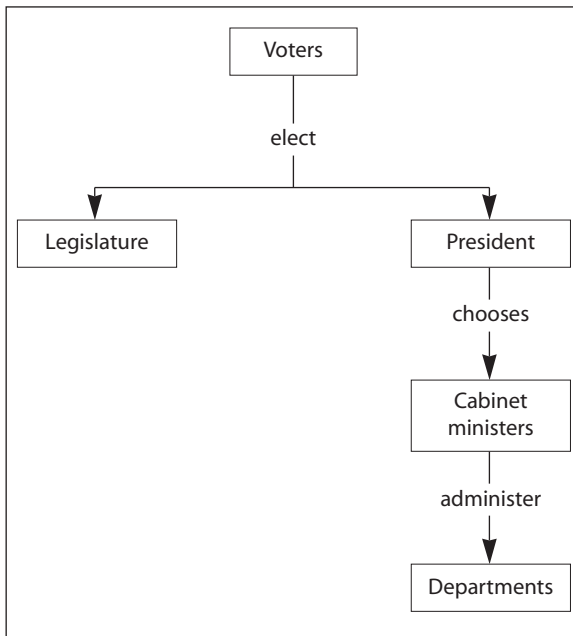 Voters
elect
Legislature
President
chooses
Cabinet
ministers
administer
Departments